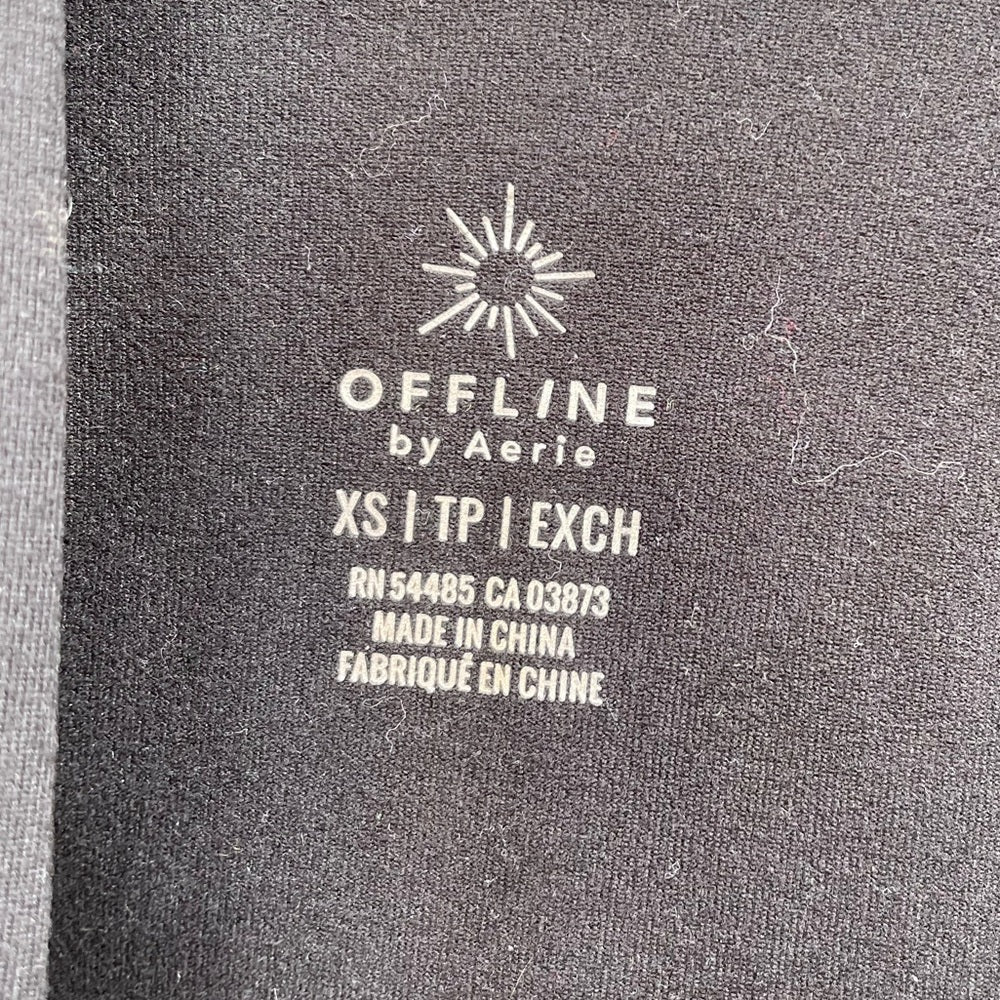 OFFLINE
by Aerie
XS | TP | EXCH
RN 54485 CA 03873
MADE IN CHINA
FABRIQUÉ EN CHINE